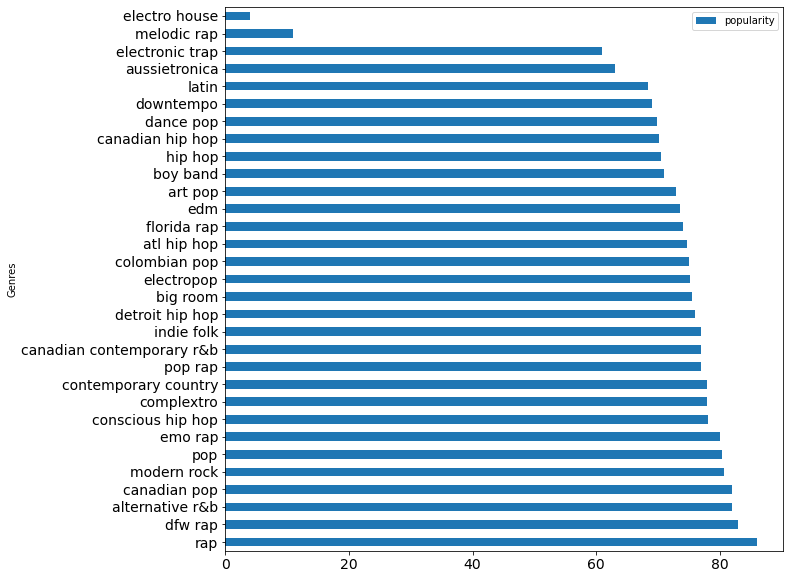 electro house
melodic rap
electronic trap
aussietronica
latin
downtempo
dance pop
canadian hip hop
hip hop
boy band
art pop
edm
florida rap
atl hip hop
colombian pop
electropop
big room
detroit hip hop
indie folk
canadian contemporary r&b
pop rap
contemporary country
complextro
conscious hip hop
emo rap
pop
modern rock
canadian pop
alternative r&b
dfw rap
rap
Genres
popularity
0 20 40 60 80